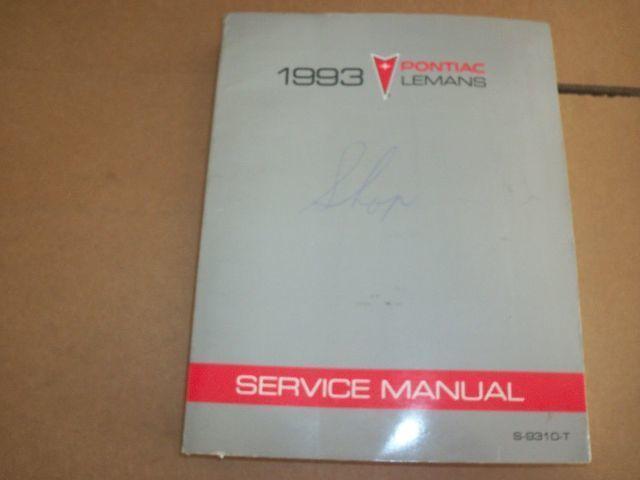 1993 PONTIAC
LEMANS
Shop
SERVICE MANUAL
S-9310-T